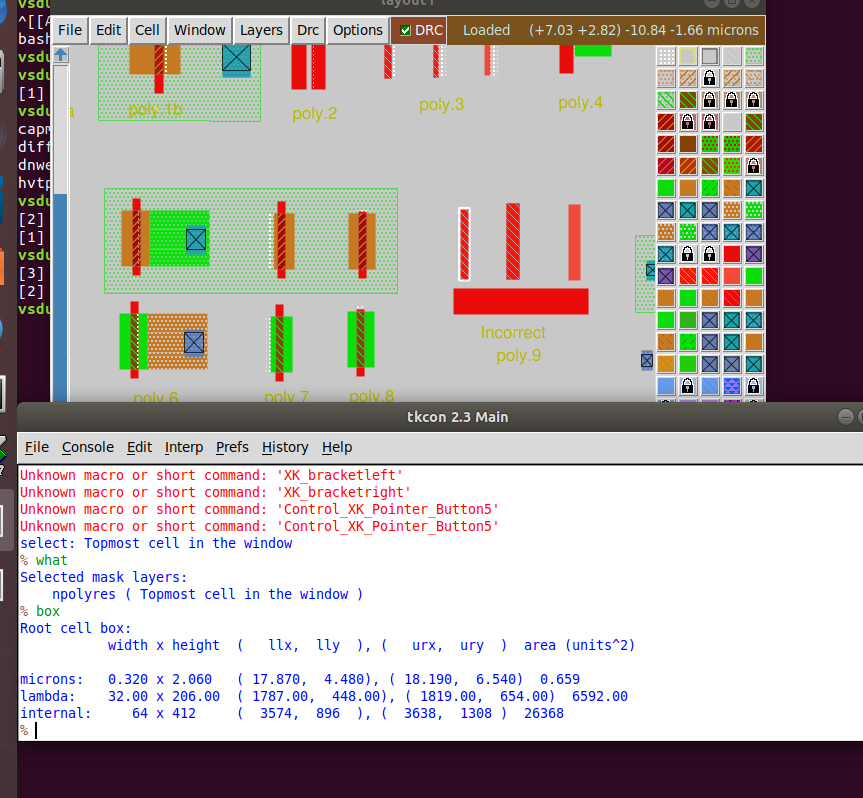 layout1
vsdu
^[[A
bash
vsdu
vsdu
[1]
vsdu
capm
diff
dnwe
hvtp
vsdu
[2]
[1]
vsdu
[3]
[2]
vsdu
File Edit Cell Window Layers Drc Options DRC Loaded (+7.03 +2.82) -10.84 -1.66 microns
a poly.1b poly.2 poly.3 poly.4
Incorrect
poly.9
poly.6 poly.7 poly.8
tkcon 2.3 Main
File Console Edit Interp Prefs History Help
Unknown macro or short command: 'XK_bracketleft'
Unknown macro or short command: 'XK_bracketright'
Unknown macro or short command: 'Control_XK_Pointer_Button5'
Unknown macro or short command: 'Control_XK_Pointer_Button5'
select: Topmost cell in the window
% what
Selected mask layers:
    npolyres ( Topmost cell in the window )
% box
Root cell box:
           width x height  (   llx,  lly  ), (   urx,  ury  )  area (units^2)
microns:   0.320 x 2.060   ( 17.870,  4.480), ( 18.190,  6.540)  0.659
lambda:    32.00 x 206.00  ( 1787.00,  448.00), ( 1819.00,  654.00)  6592.00
internal:     64 x 412     (  3574,  896  ), (  3638,  1308 )  26368
%